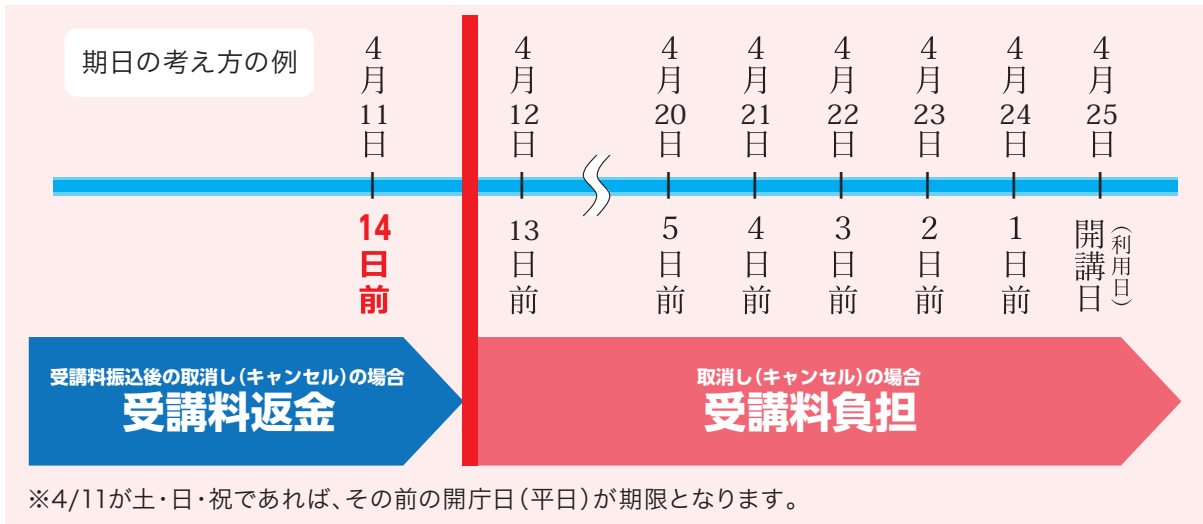 期日の考え方の例
4月11日
4月12日
4月20日
4月21日
4月22日
4月23日
4月24日
4月25日
14日前
13日前
5日前
4日前
3日前
2日前
1日前
開講日
（利用日）
受講料振込後の取消し（キャンセル）の場合
受講料返金
取消し（キャンセル）の場合
受講料負担
※4/11が土・日・祝であれば、その前の開庁日（平日）が期限となります。